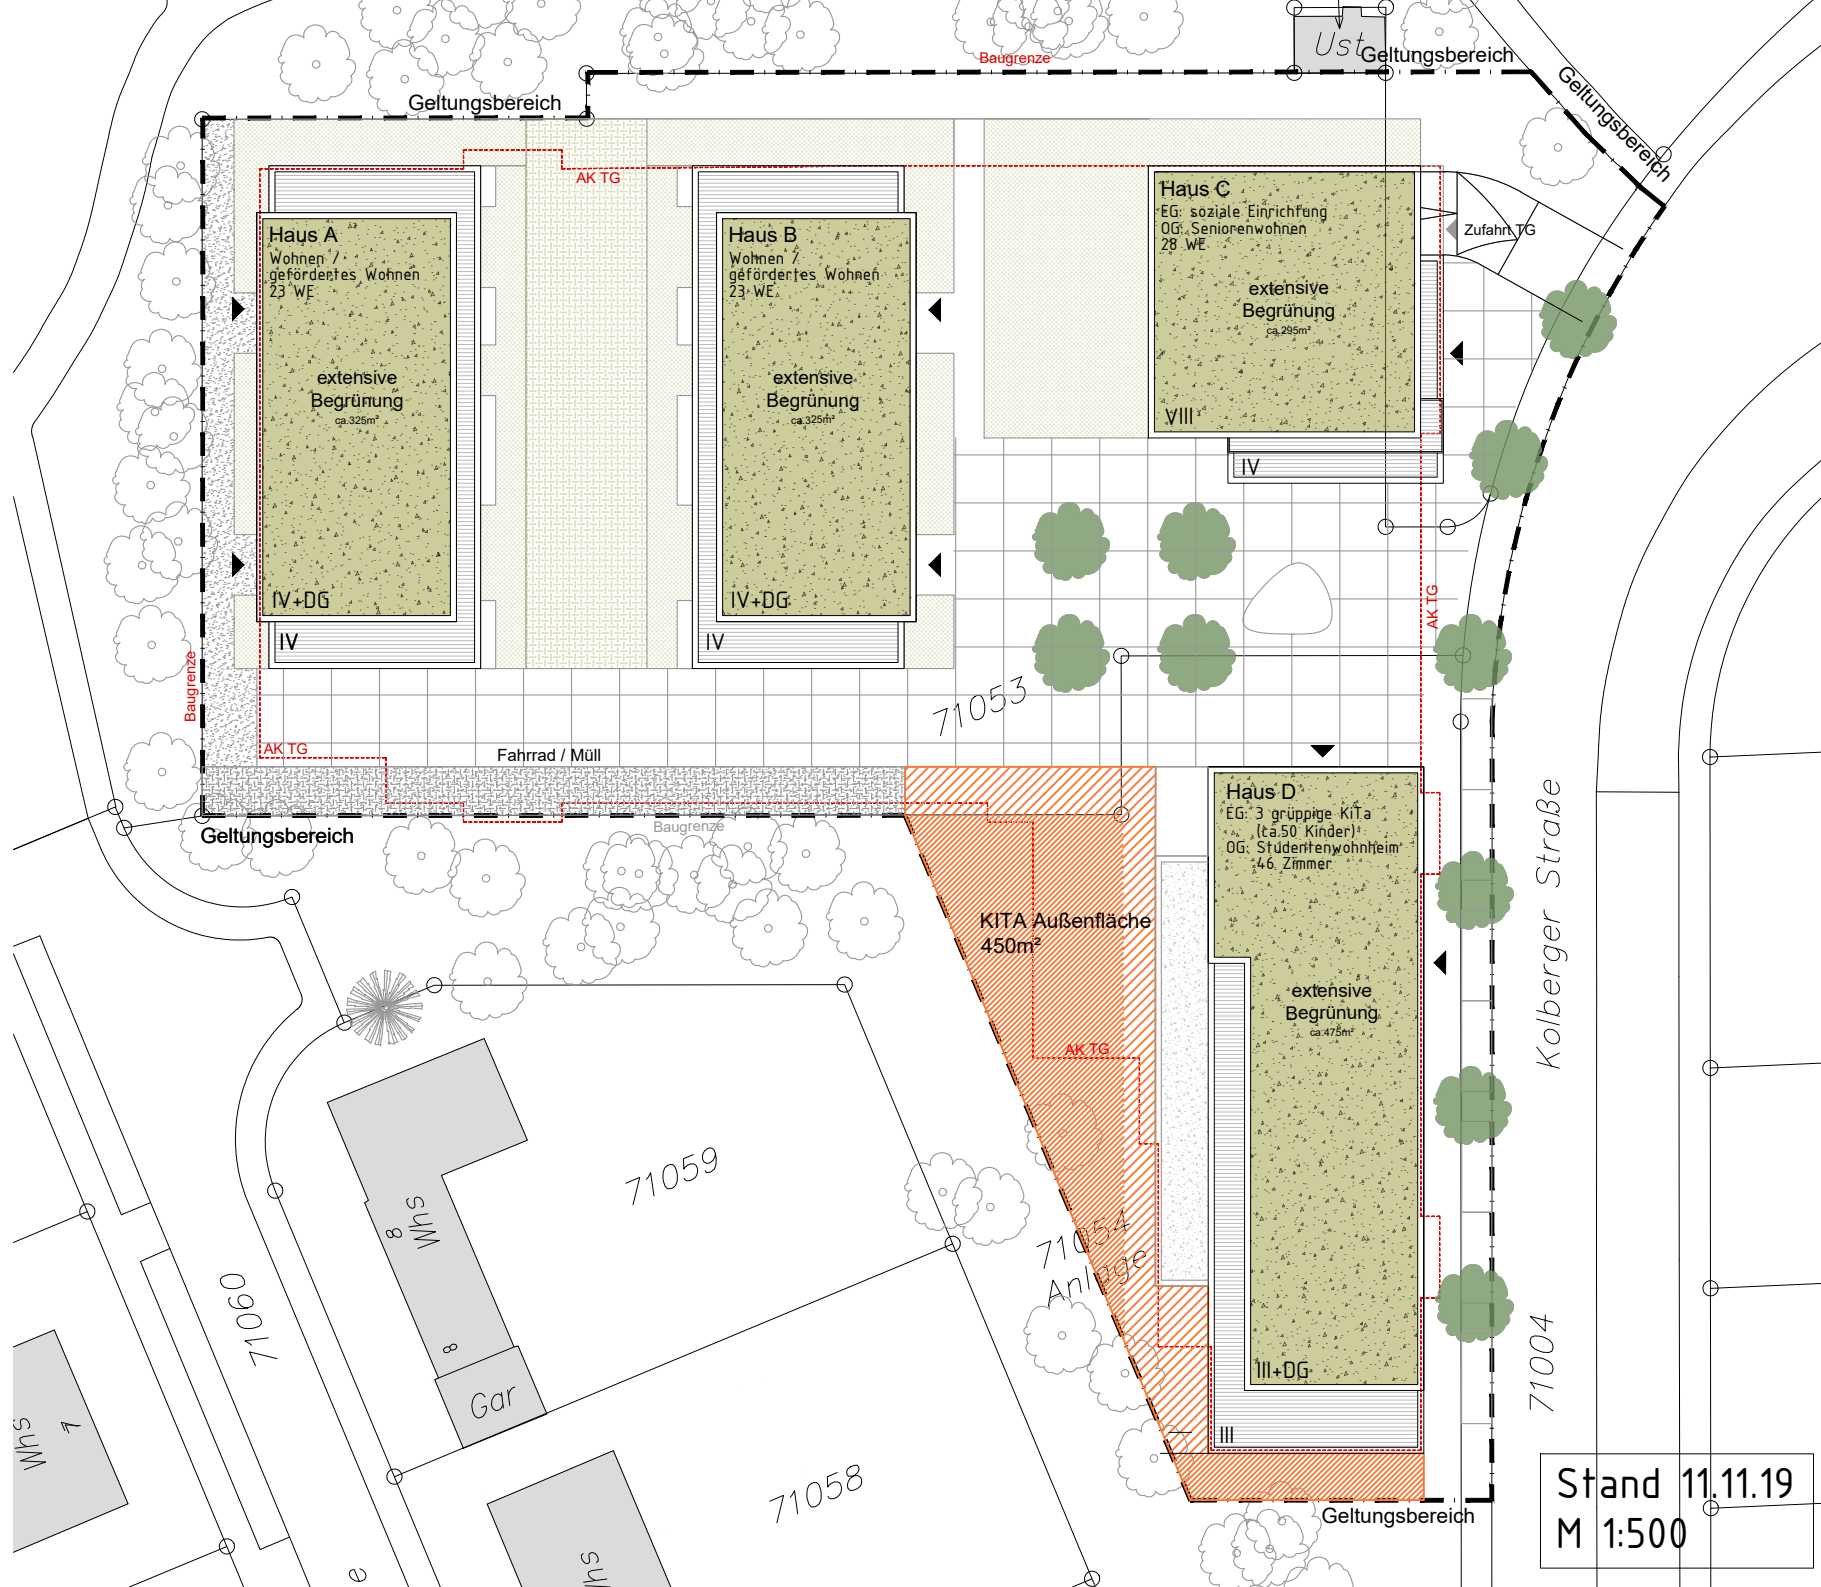 Ust
Geltungsbereich
Baugrenze
Geltungsbereich
Geltungsbereich
AK TG
Haus A
Wohnen /
gefördertes Wohnen
23 WE
extensive
Begrünung
ca.325m²
IV+DG
IV
Haus B
Wohnen /
gefördertes Wohnen
23 WE
extensive
Begrünung
ca.325m²
IV+DG
IV
Haus C
EG: soziale Einrichtung
OG: Seniorenwohnen
28 WE
extensive
Begrünung
ca.295m²
VIII
IV
Zufahrt TG
AK TG
Baugrenze
71053
AK TG
Fahrrad / Müll
Geltungsbereich
Baugrenze
Haus D
EG: 3 grüppige KiTa
(ca.50 Kinder)
OG: Studentenwohnheim
46 Zimmer
extensive
Begrünung
ca.475m²
III+DG
III
KITA Außenfläche
450m²
AK TG
Kolberger Straße
71004
71054
Anlage
71059
71060
Whs
8
8
Gar
71058
Whs
1
Whs
e
Geltungsbereich
Stand 11.11.19
M 1:500